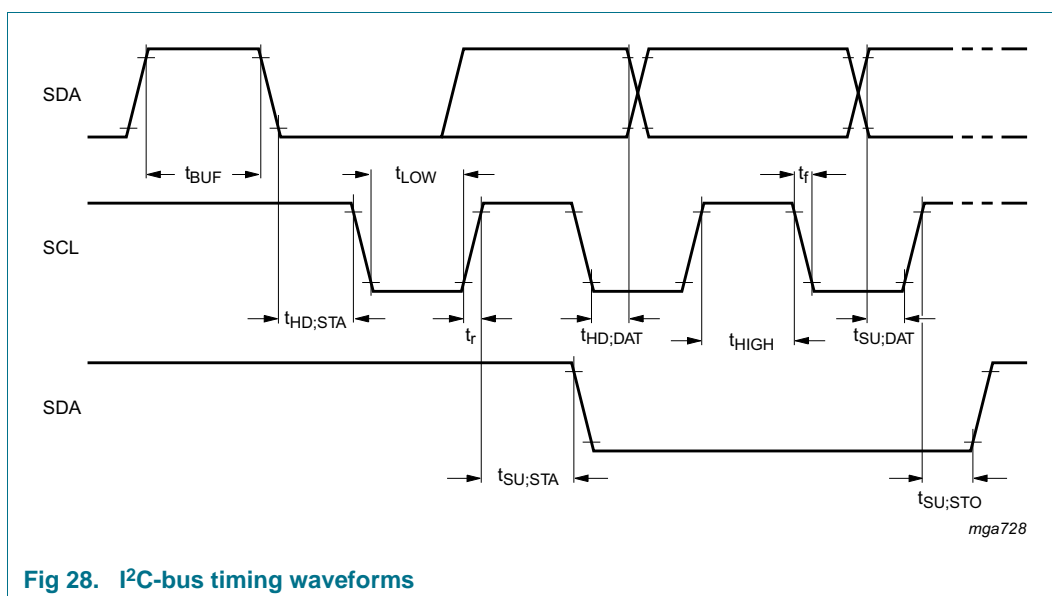 SDA
tBUF
tLOW
tf
SCL
tHD;STA
tr
tHD;DAT
tHIGH
tSU;DAT
SDA
tSU;STA
tSU;STO
mga728
Fig 28. I²C-bus timing waveforms